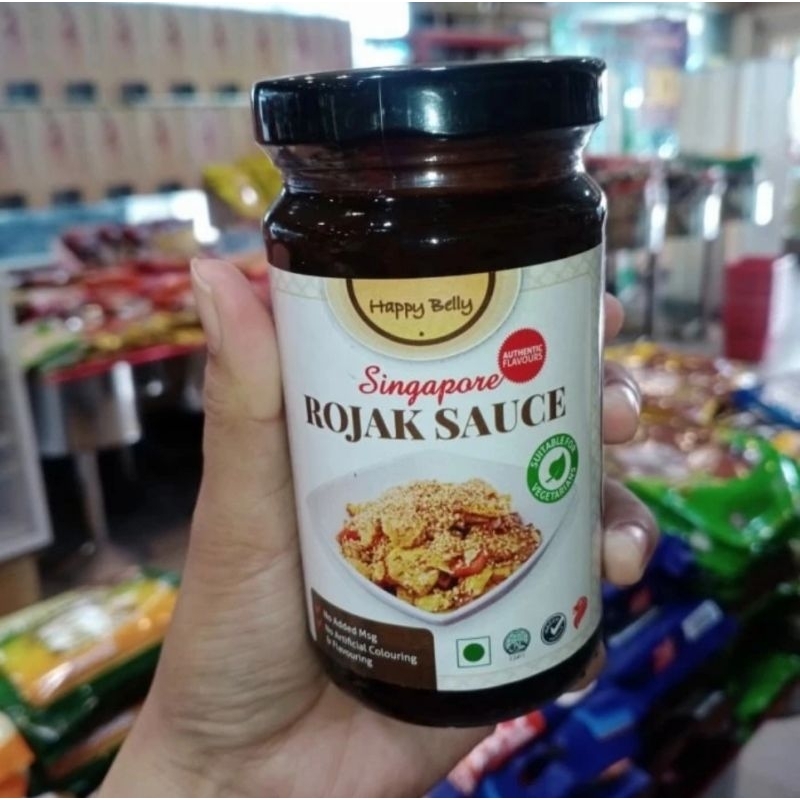 Happy Belly
AUTHENTIC
FLAVOURS
Singapore
ROJAK SAUCE
SUITABLE FOR
VEGETARIANS
No Added Msg
No Artificial Colouring
& Flavouring